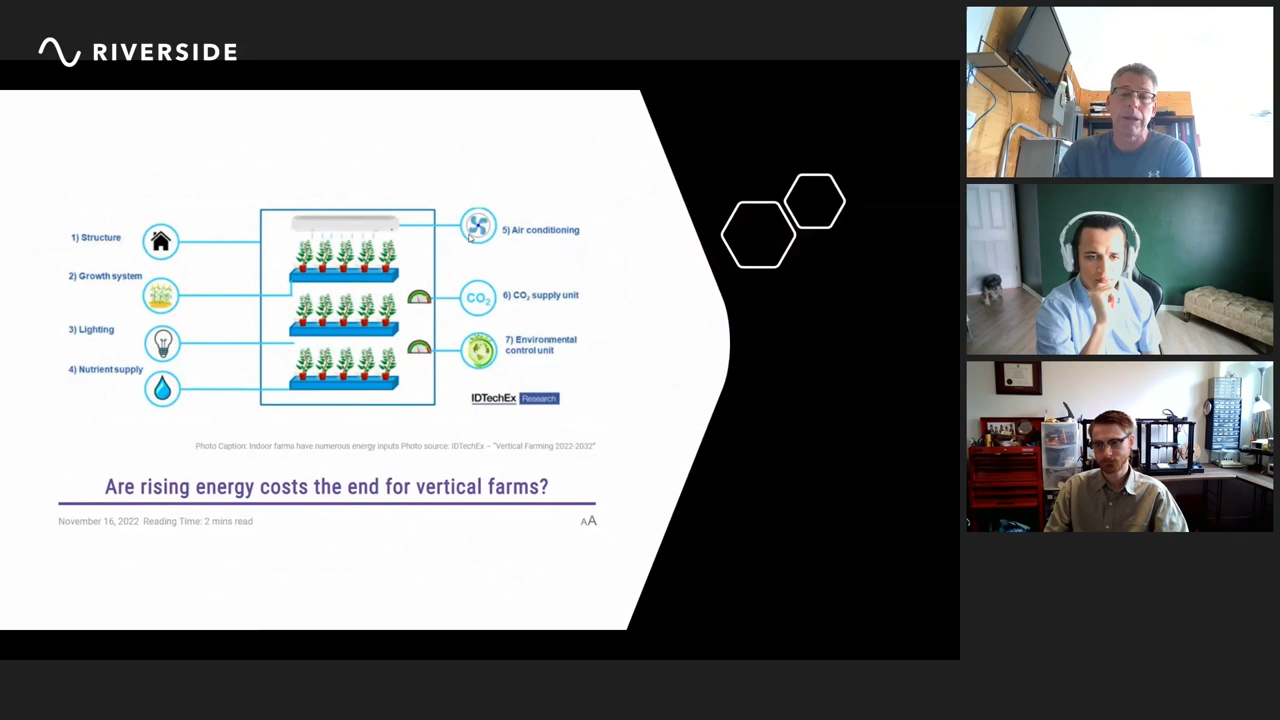 RIVERSIDE
1) Structure
2) Growth system
3) Lighting
4) Nutrient supply
5) Air conditioning
CO₂
6) CO₂ supply unit
7) Environmental
control unit
IDTechEx Research
Photo Caption: Indoor farms have numerous energy inputs Photo source: IDTechEx – "Vertical Farming 2022-2032"
Are rising energy costs the end for vertical farms?
November 16, 2022 Reading Time: 2 mins read
AA